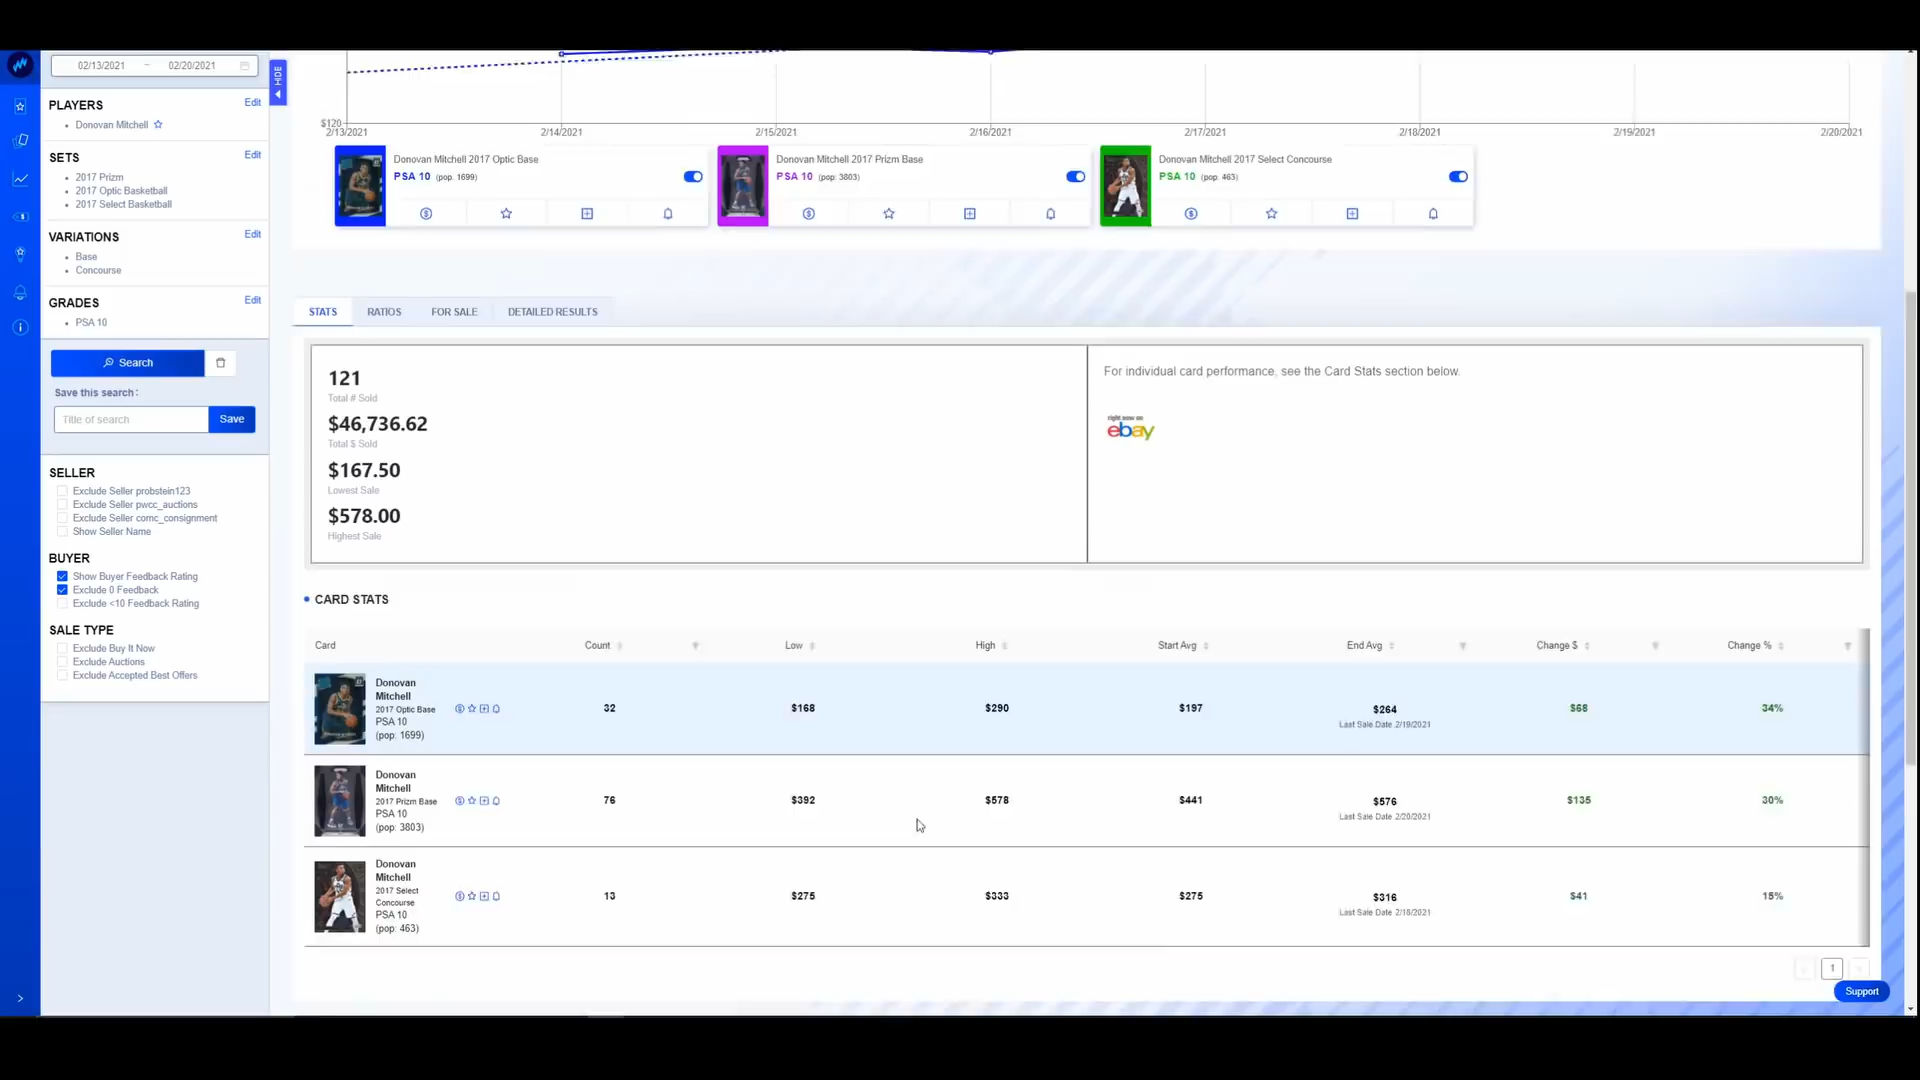 02/13/2021 ~ 02/20/2021
HIDE
PLAYERS Edit
Donovan Mitchell
SETS Edit
2017 Prizm
2017 Optic Basketball
2017 Select Basketball
VARIATIONS Edit
Base
Concourse
GRADES Edit
PSA 10
Search
Save this search:
Title of search
Save
SELLER
Exclude Seller probstein123
Exclude Seller pwcc_auctions
Exclude Seller comc_consignment
Show Seller Name
BUYER
Show Buyer Feedback Rating
Exclude 0 Feedback
Exclude <10 Feedback Rating
SALE TYPE
Exclude Buy It Now
Exclude Auctions
Exclude Accepted Best Offers
$120
2/13/2021 2/14/2021 2/15/2021 2/16/2021 2/17/2021 2/18/2021 2/19/2021 2/20/2021
Donovan Mitchell 2017 Optic Base
PSA 10 (pop. 1699)
Donovan Mitchell 2017 Prizm Base
PSA 10 (pop. 3803)
Donovan Mitchell 2017 Select Concourse
PSA 10 (pop. 463)
STATS RATIOS FOR SALE DETAILED RESULTS
121
Total # Sold
$46,736.62
Total $ Sold
$167.50
Lowest Sale
$578.00
Highest Sale
For individual card performance, see the Card Stats section below.
right now on
ebay
CARD STATS
Card Count Low High Start Avg End Avg Change $ Change %
Donovan
Mitchell
2017 Optic Base
PSA 10
(pop: 1699)
32 $168 $290 $197 $264 $68 34%
Last Sale Date 2/19/2021
Donovan
Mitchell
2017 Prizm Base
PSA 10
(pop: 3803)
76 $392 $578 $441 $576 $135 30%
Last Sale Date 2/20/2021
Donovan
Mitchell
2017 Select
Concourse
PSA 10
(pop: 463)
13 $275 $333 $275 $316 $41 15%
Last Sale Date 2/18/2021
1
Support